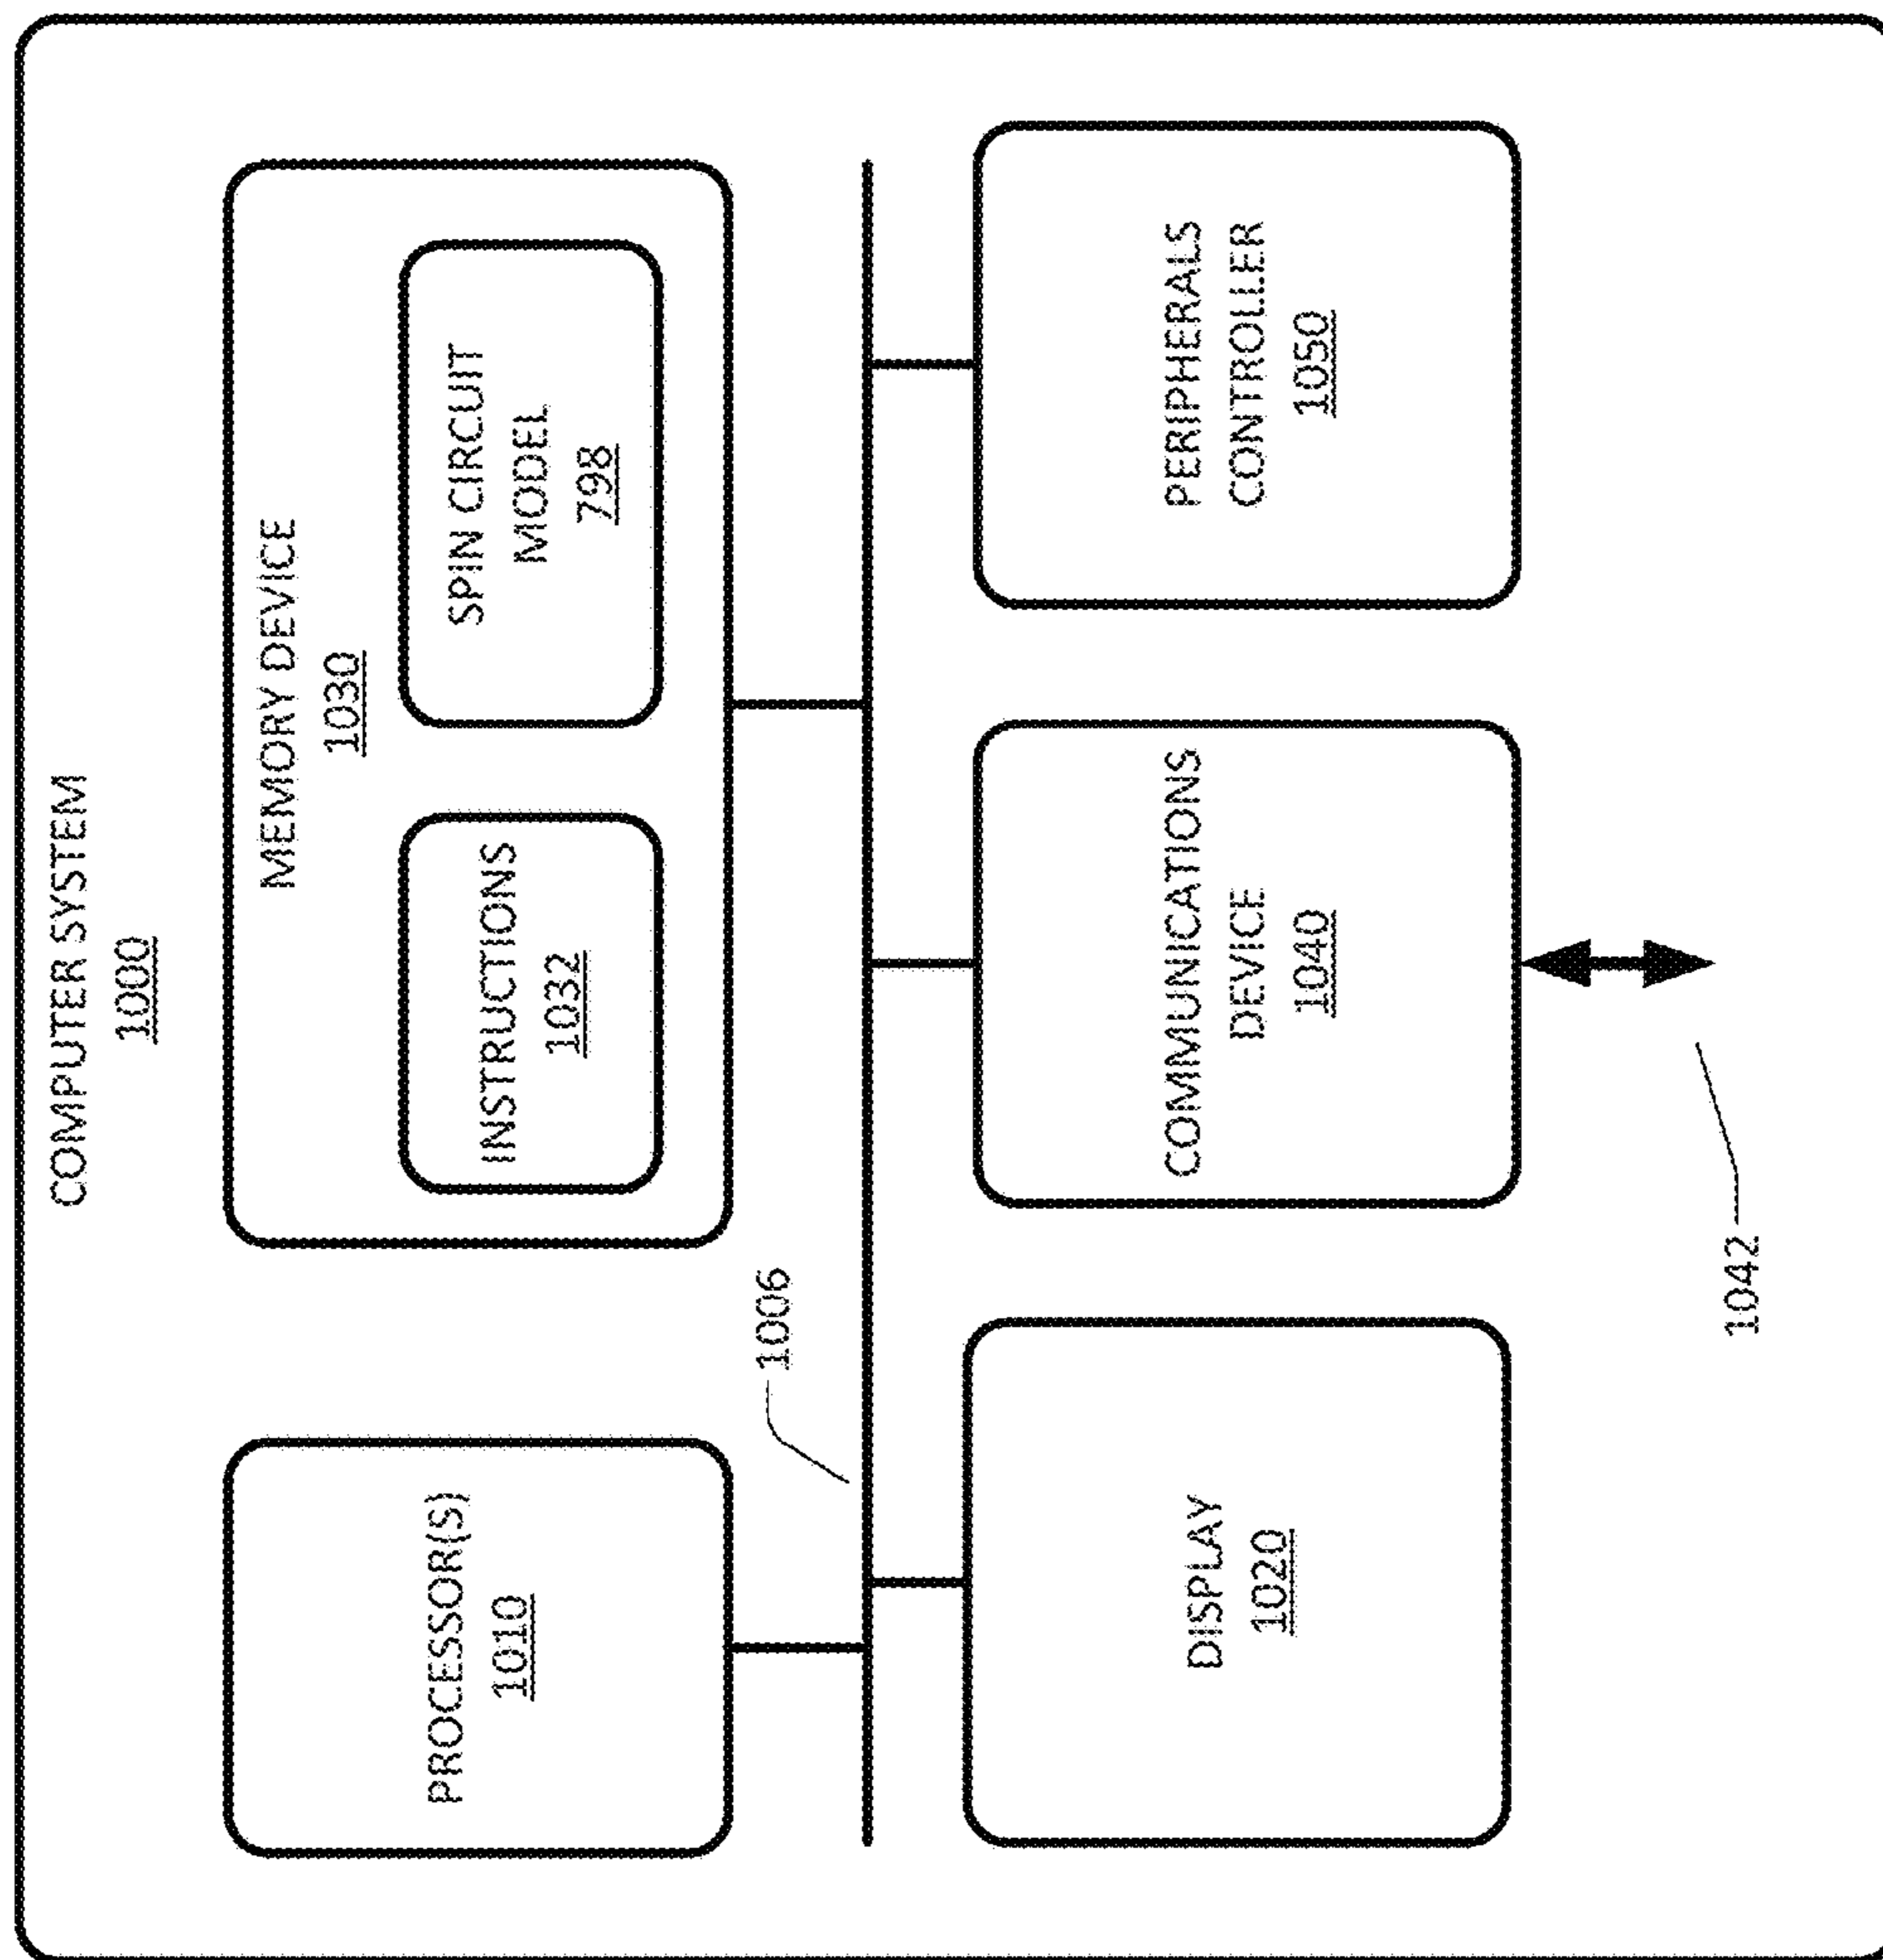 COMPUTER SYSTEM
1000
PROCESSOR(S)
1010
MEMORY DEVICE
1030
INSTRUCTIONS
1032
SPIN CIRCUIT
MODEL
798
1006
DISPLAY
1020
COMMUNICATIONS
DEVICE
1040
PERIPHERALS
CONTROLLER
1050
1042